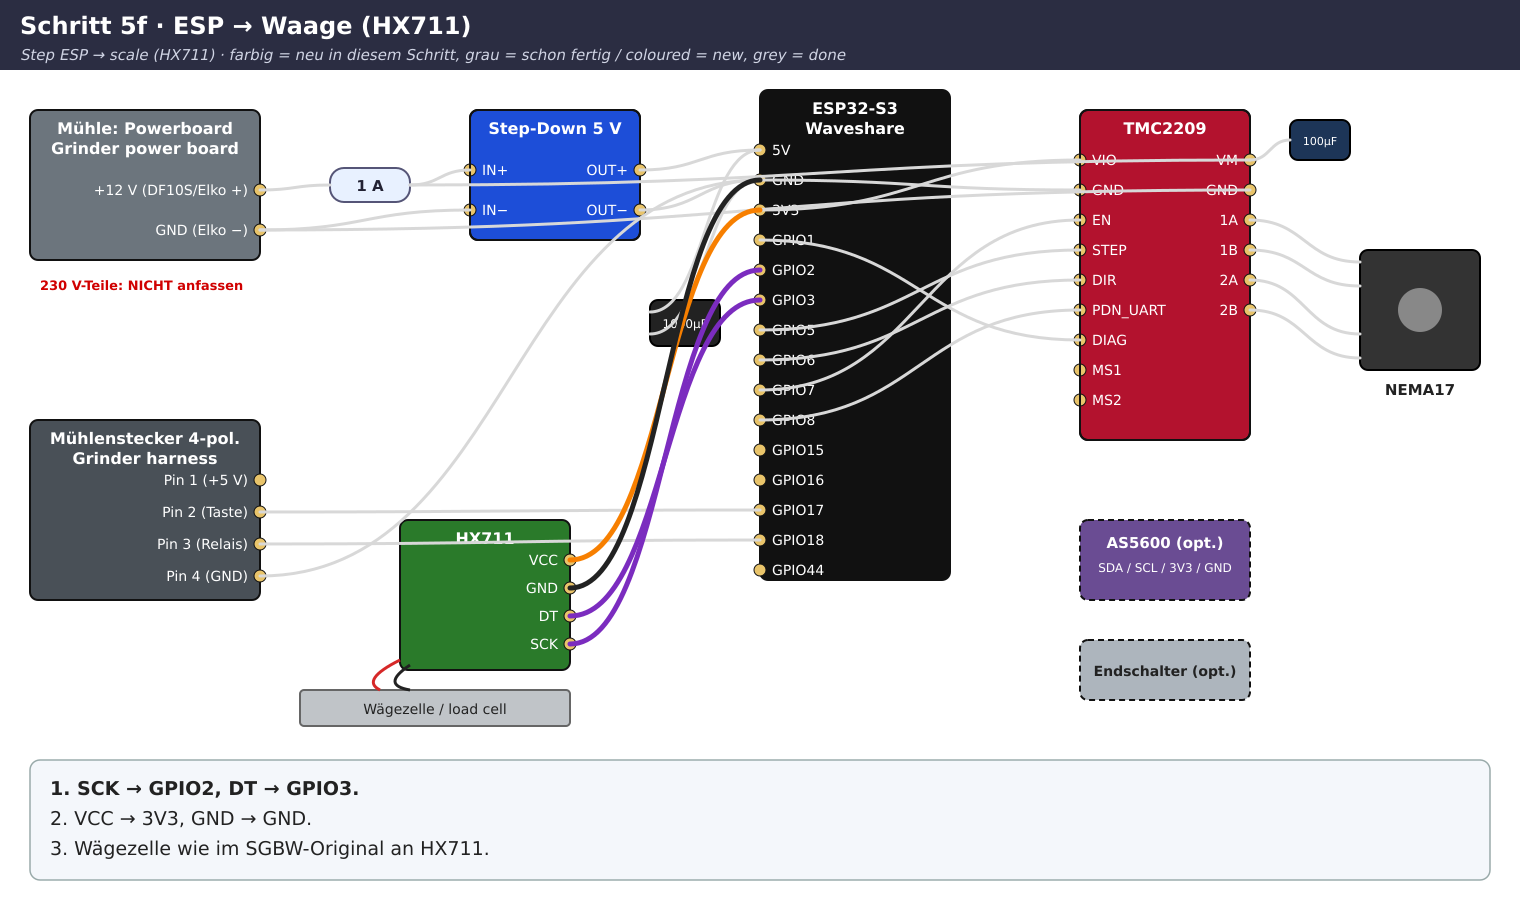 Schritt 5f · ESP → Waage (HX711)
Step ESP → scale (HX711) · farbig = neu in diesem Schritt, grau = schon fertig / coloured = new, grey = done
Mühle: Powerboard
Grinder power board
+12 V (DF10S/Elko +)
GND (Elko −)
230 V-Teile: NICHT anfassen
1 A
Step-Down 5 V
IN+
OUT+
IN−
OUT−
ESP32-S3
Waveshare
5V
GND
3V3
GPIO1
GPIO2
GPIO3
GPIO5
GPIO6
GPIO7
GPIO8
GPIO15
GPIO16
GPIO17
GPIO18
GPIO44
TMC2209
VIO
VM
GND
GND
EN
1A
STEP
1B
DIR
2A
PDN_UART
2B
DIAG
MS1
MS2
100µF
NEMA17
Mühlenstecker 4-pol.
Grinder harness
Pin 1 (+5 V)
Pin 2 (Taste)
Pin 3 (Relais)
Pin 4 (GND)
HX711
VCC
GND
DT
SCK
Wägezelle / load cell
AS5600 (opt.)
SDA / SCL / 3V3 / GND
Endschalter (opt.)
1. SCK → GPIO2, DT → GPIO3.
2. VCC → 3V3, GND → GND.
3. Wägezelle wie im SGBW-Original an HX711.